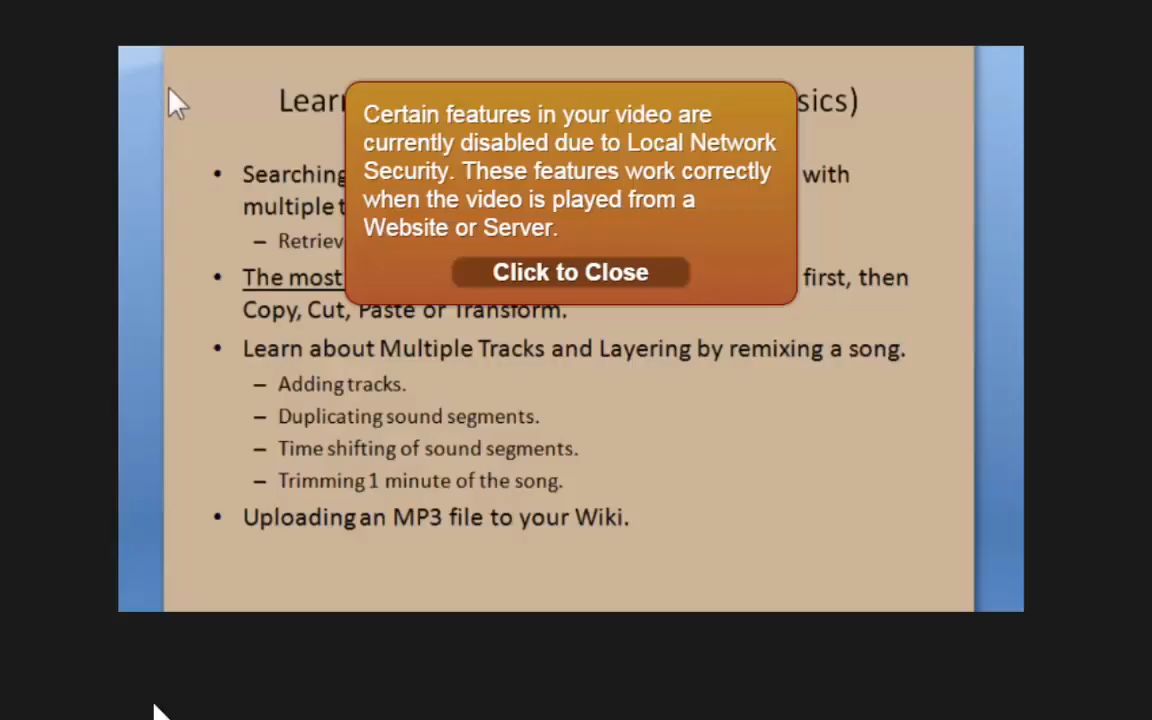 Lear sics)
Certain features in your video are
currently disabled due to Local Network
Security. These features work correctly
when the video is played from a
Website or Server.
Click to Close
• Searching with
multiple t
– Retriev
• The most first, then
Copy, Cut, Paste or Transform.
• Learn about Multiple Tracks and Layering by remixing a song.
– Adding tracks.
– Duplicating sound segments.
– Time shifting of sound segments.
– Trimming 1 minute of the song.
• Uploading an MP3 file to your Wiki.